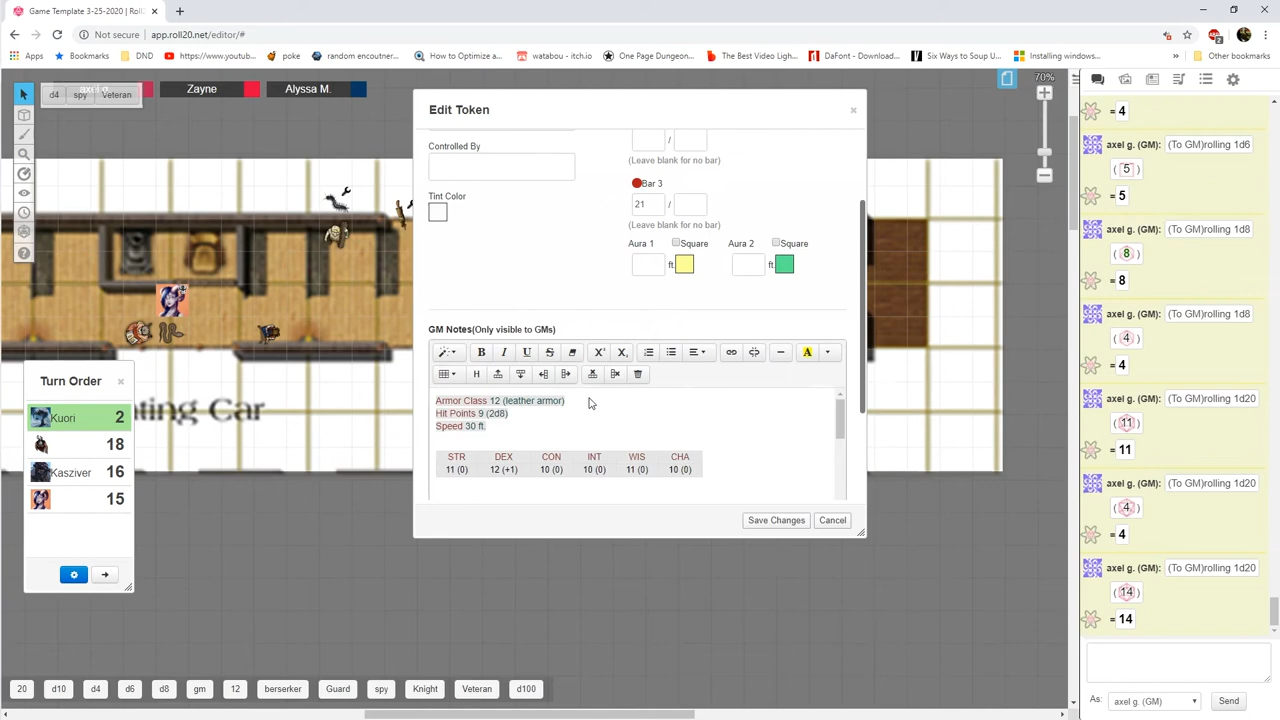 Game Template 3-25-2020 | Roll2
Not secure | app.roll20.net/editor/#
Apps Bookmarks DND https://www.youtube... poke random encoutner... How to Optimize a... watabou / itch.io One Page Dungeon... The Best Video Ligh... DaFont - Download... Six Ways to Soup U... Installing windows... » Other bookmarks
Zayne
Alyssa M.
d4 spy Veteran
70%
Edit Token
Controlled By
Tint Color
/
(Leave blank for no bar)
Bar 3
21 /
(Leave blank for no bar)
Aura 1 Square Aura 2 Square
ft. ft.
GM Notes(Only visible to GMs)
Armor Class 12 (leather armor)
Hit Points 9 (2d8)
Speed 30 ft.
STR DEX CON INT WIS CHA
11 (0) 12 (+1) 10 (0) 10 (0) 11 (0) 10 (0)
Save Changes Cancel
Turn Order
Kuori 2
18
Kasziver 16
15
ting Car
= 4
axel g. (GM): (To GM)rolling 1d6
( 5 )
= 5
axel g. (GM): (To GM)rolling 1d8
( 8 )
= 8
axel g. (GM): (To GM)rolling 1d8
( 4 )
= 4
axel g. (GM): (To GM)rolling 1d20
( 11 )
= 11
axel g. (GM): (To GM)rolling 1d20
( 4 )
= 4
axel g. (GM): (To GM)rolling 1d20
( 14 )
= 14
As: axel g. (GM) Send
20 d10 d4 d6 d8 gm 12 berserker Guard spy Knight Veteran d100